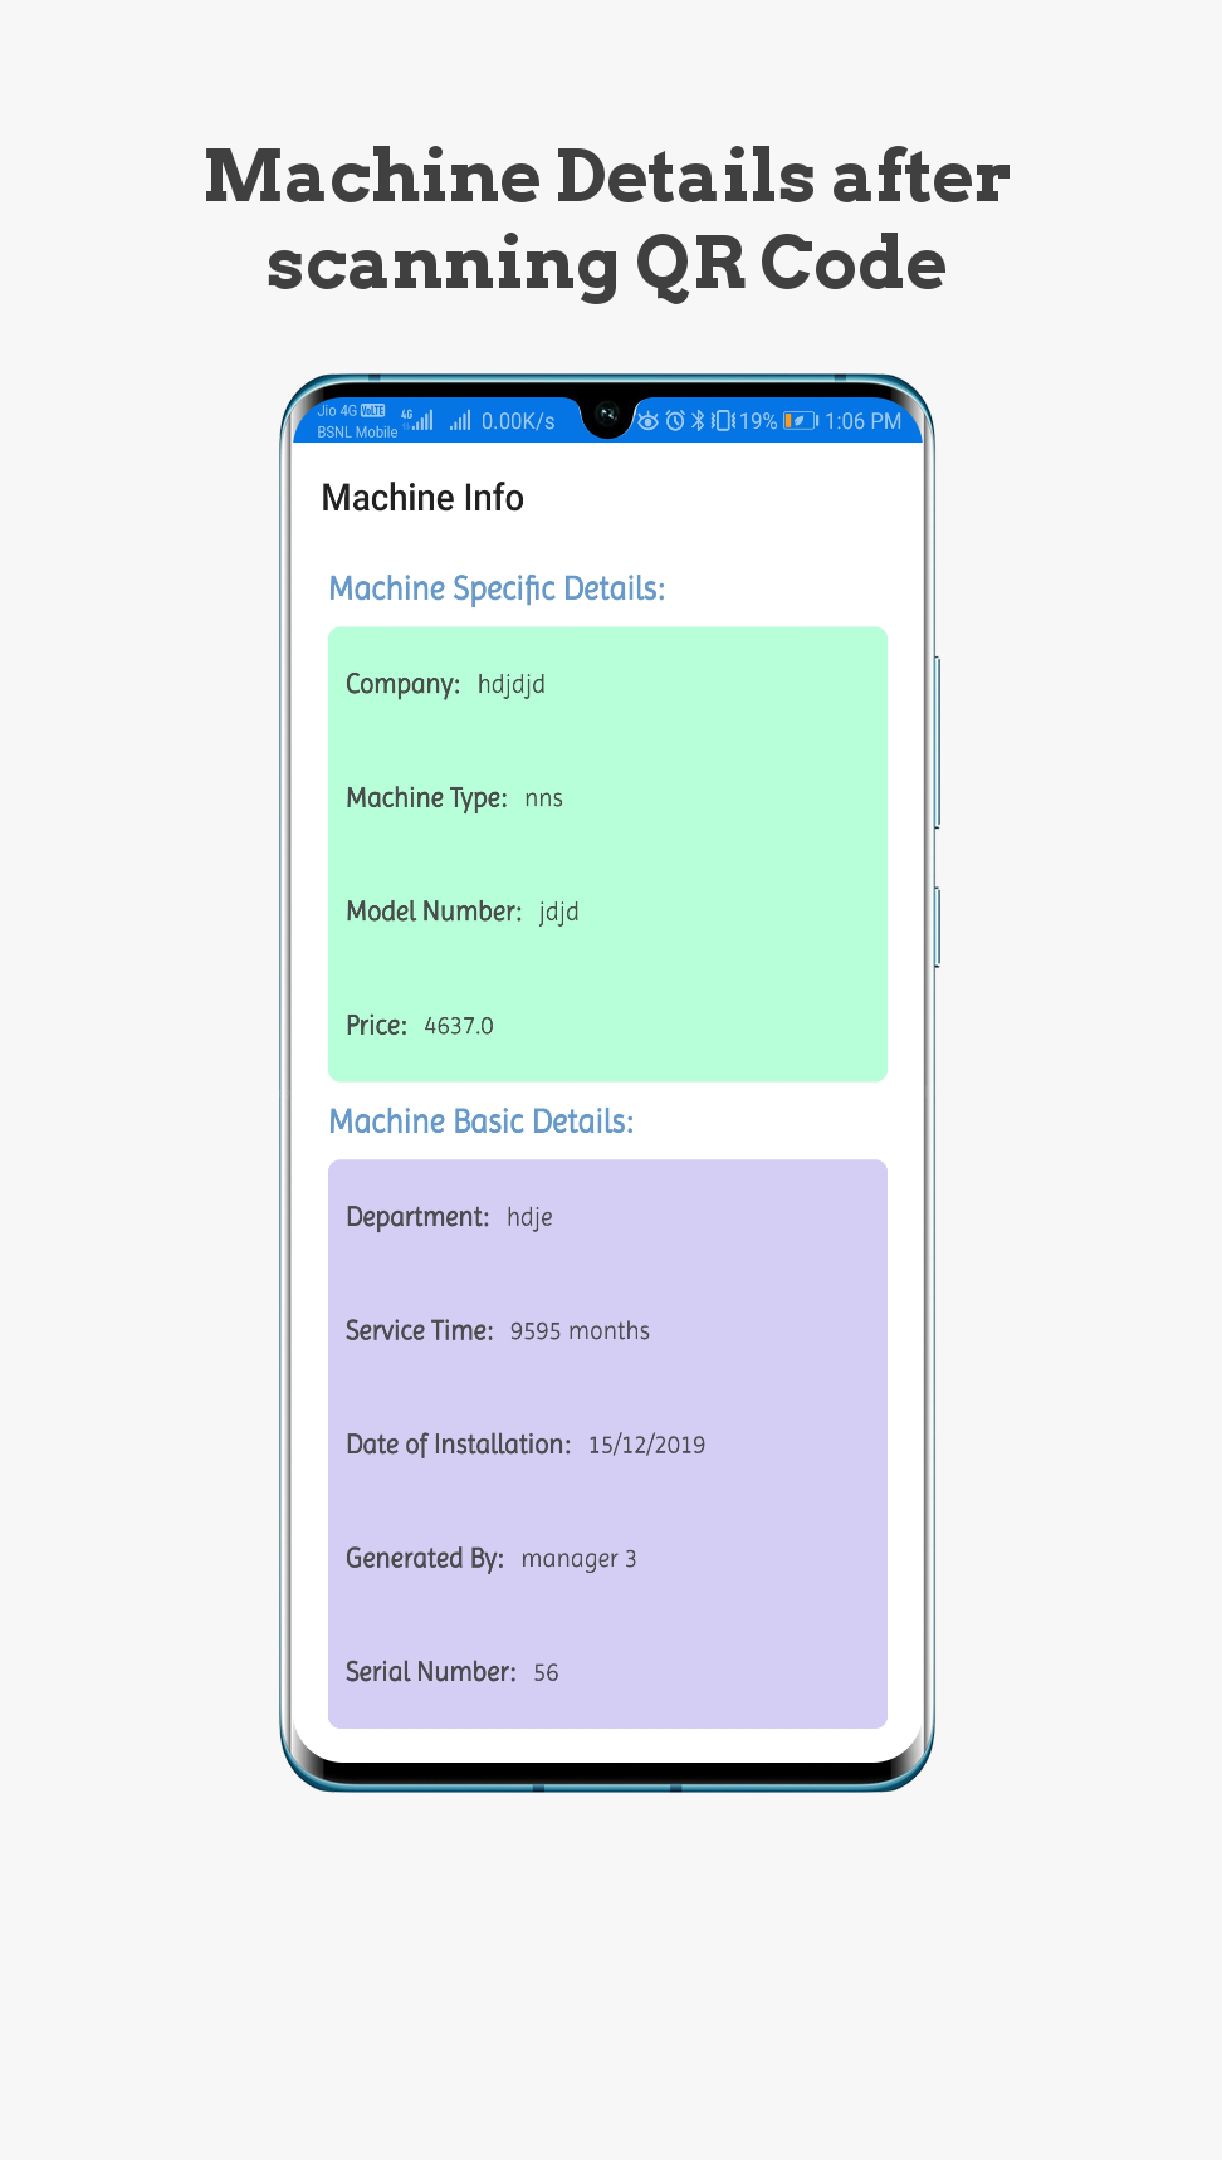 Machine Details after
scanning QR Code
Jio 4G VoLTE
BSNL Mobile
4G
0.00K/s
19%
1:06 PM
Machine Info
Machine Specific Details:
Company: hdjdjd
Machine Type: nns
Model Number: jdjd
Price: 4637.0
Machine Basic Details:
Department: hdje
Service Time: 9595 months
Date of Installation: 15/12/2019
Generated By: manager 3
Serial Number: 56